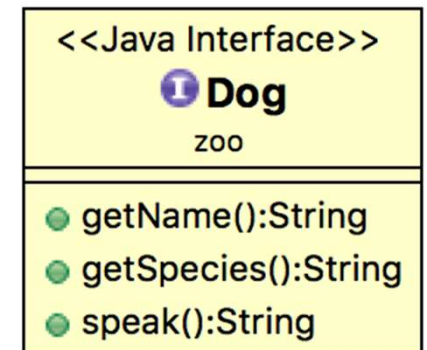 <<Java Interface>>
I Dog
zoo
getName():String
getSpecies():String
speak():String